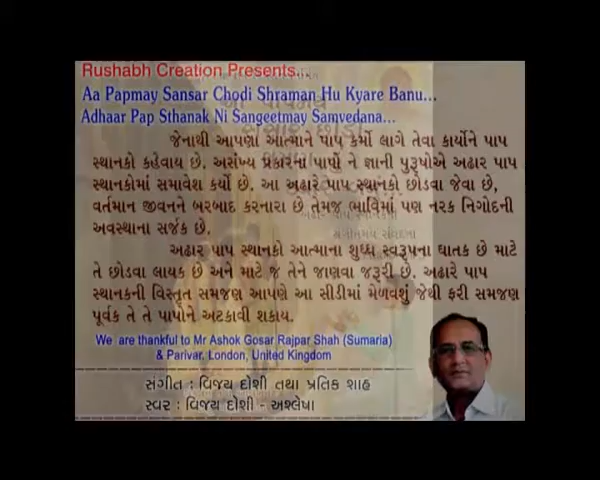 Rushabh Creation Presents...
Aa Papmay Sansar Chodi Shraman Hu Kyare Banu...
Adhaar Pap Sthanak Ni Sangeetmay Samvedana...
જેનાથી આપણા આત્માને પાપ કર્મો લાગે તેવા કાર્યોને પાપ
સ્થાનકો કહેવાય છે. અસંખ્ય પ્રકારના પાપો ને જ્ઞાની પુરૂષોએ અઢાર પાપ
સ્થાનકોમાં સમાવેશ કર્યો છે. આ અઢારે પાપ સ્થાનકો છોડવા જેવા છે,
વર્તમાન જીવનને બરબાદ કરનારા છે તેમજ ભાવિમાં પણ નરક નિગોદની
અવસ્થાના સર્જક છે.
અઢાર પાપ સ્થાનકો આત્માના શુધ્ધ સ્વરૂપના ઘાતક છે માટે
તે છોડવા લાયક છે અને માટે જ તેને જાણવા જરૂરી છે. અઢારે પાપ
સ્થાનકની વિસ્તૃત સમજણ આપણે આ સીડીમાં મેળવશું જેથી ફરી સમજણ
પૂર્વક તે તે પાપોને અટકાવી શકાય.
We are thankful to Mr Ashok Gosar Rajpar Shah (Sumaria)
& Parivar, London, United Kingdom
સંગીત : વિજય દોશી તથા પ્રતિક શાહ
સ્વર : વિજય દોશી - અશ્લેષા